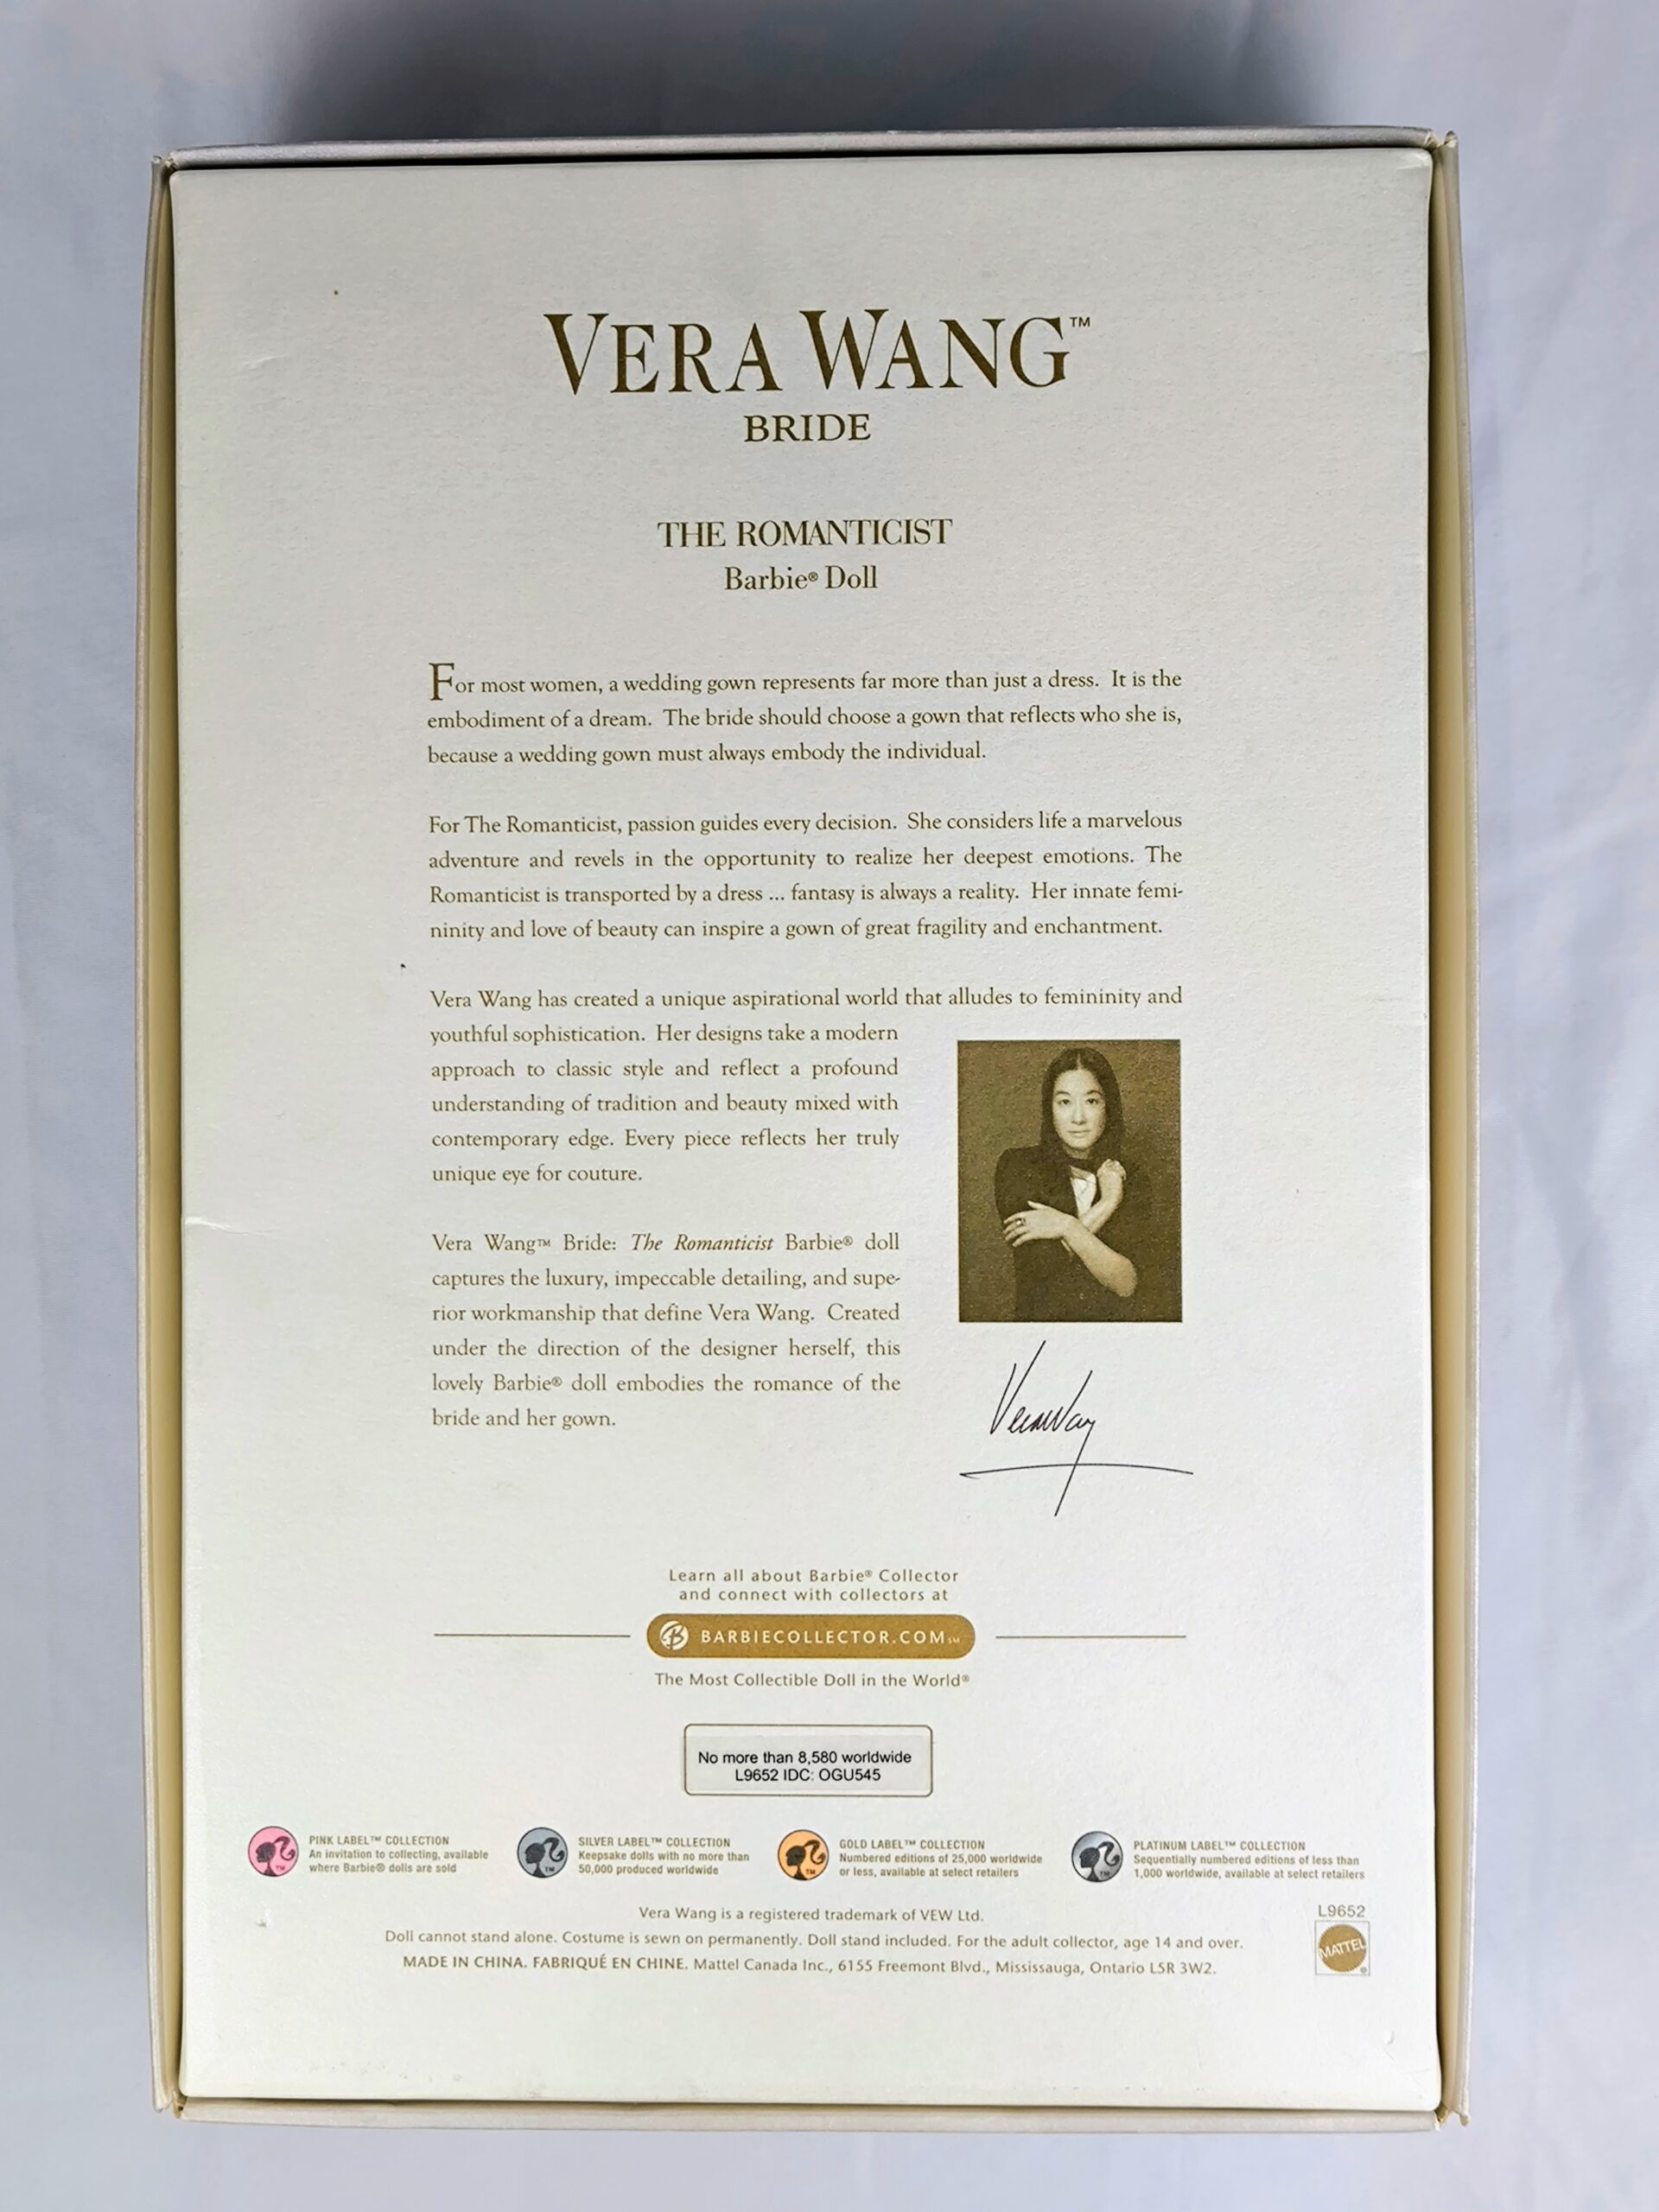 VERA WANG™
BRIDE
THE ROMANTICIST
Barbie® Doll
For most women, a wedding gown represents far more than just a dress. It is the
embodiment of a dream. The bride should choose a gown that reflects who she is,
because a wedding gown must always embody the individual.
For The Romanticist, passion guides every decision. She considers life a marvelous
adventure and revels in the opportunity to realize her deepest emotions. The
Romanticist is transported by a dress ... fantasy is always a reality. Her innate femi-
ninity and love of beauty can inspire a gown of great fragility and enchantment.
Vera Wang has created a unique aspirational world that alludes to femininity and
youthful sophistication. Her designs take a modern
approach to classic style and reflect a profound
understanding of tradition and beauty mixed with
contemporary edge. Every piece reflects her truly
unique eye for couture.
Vera Wang™ Bride: The Romanticist Barbie® doll
captures the luxury, impeccable detailing, and supe-
rior workmanship that define Vera Wang. Created
under the direction of the designer herself, this
lovely Barbie® doll embodies the romance of the
bride and her gown.
Vera Wang
Learn all about Barbie® Collector
and connect with collectors at
B BARBIECOLLECTOR.COM℠
The Most Collectible Doll in the World®
No more than 8,580 worldwide
L9652 IDC: OGU545
PINK LABEL™ COLLECTION
An invitation to collecting, available
where Barbie® dolls are sold
SILVER LABEL™ COLLECTION
Keepsake dolls with no more than
50,000 produced worldwide
GOLD LABEL™ COLLECTION
Numbered editions of 25,000 worldwide
or less, available at select retailers
PLATINUM LABEL™ COLLECTION
Sequentially numbered editions of less than
1,000 worldwide, available at select retailers
Vera Wang is a registered trademark of VEW Ltd.
Doll cannot stand alone. Costume is sewn on permanently. Doll stand included. For the adult collector, age 14 and over.
MADE IN CHINA. FABRIQUÉ EN CHINE. Mattel Canada Inc., 6155 Freemont Blvd., Mississauga, Ontario L5R 3W2.
L9652
MATTEL®